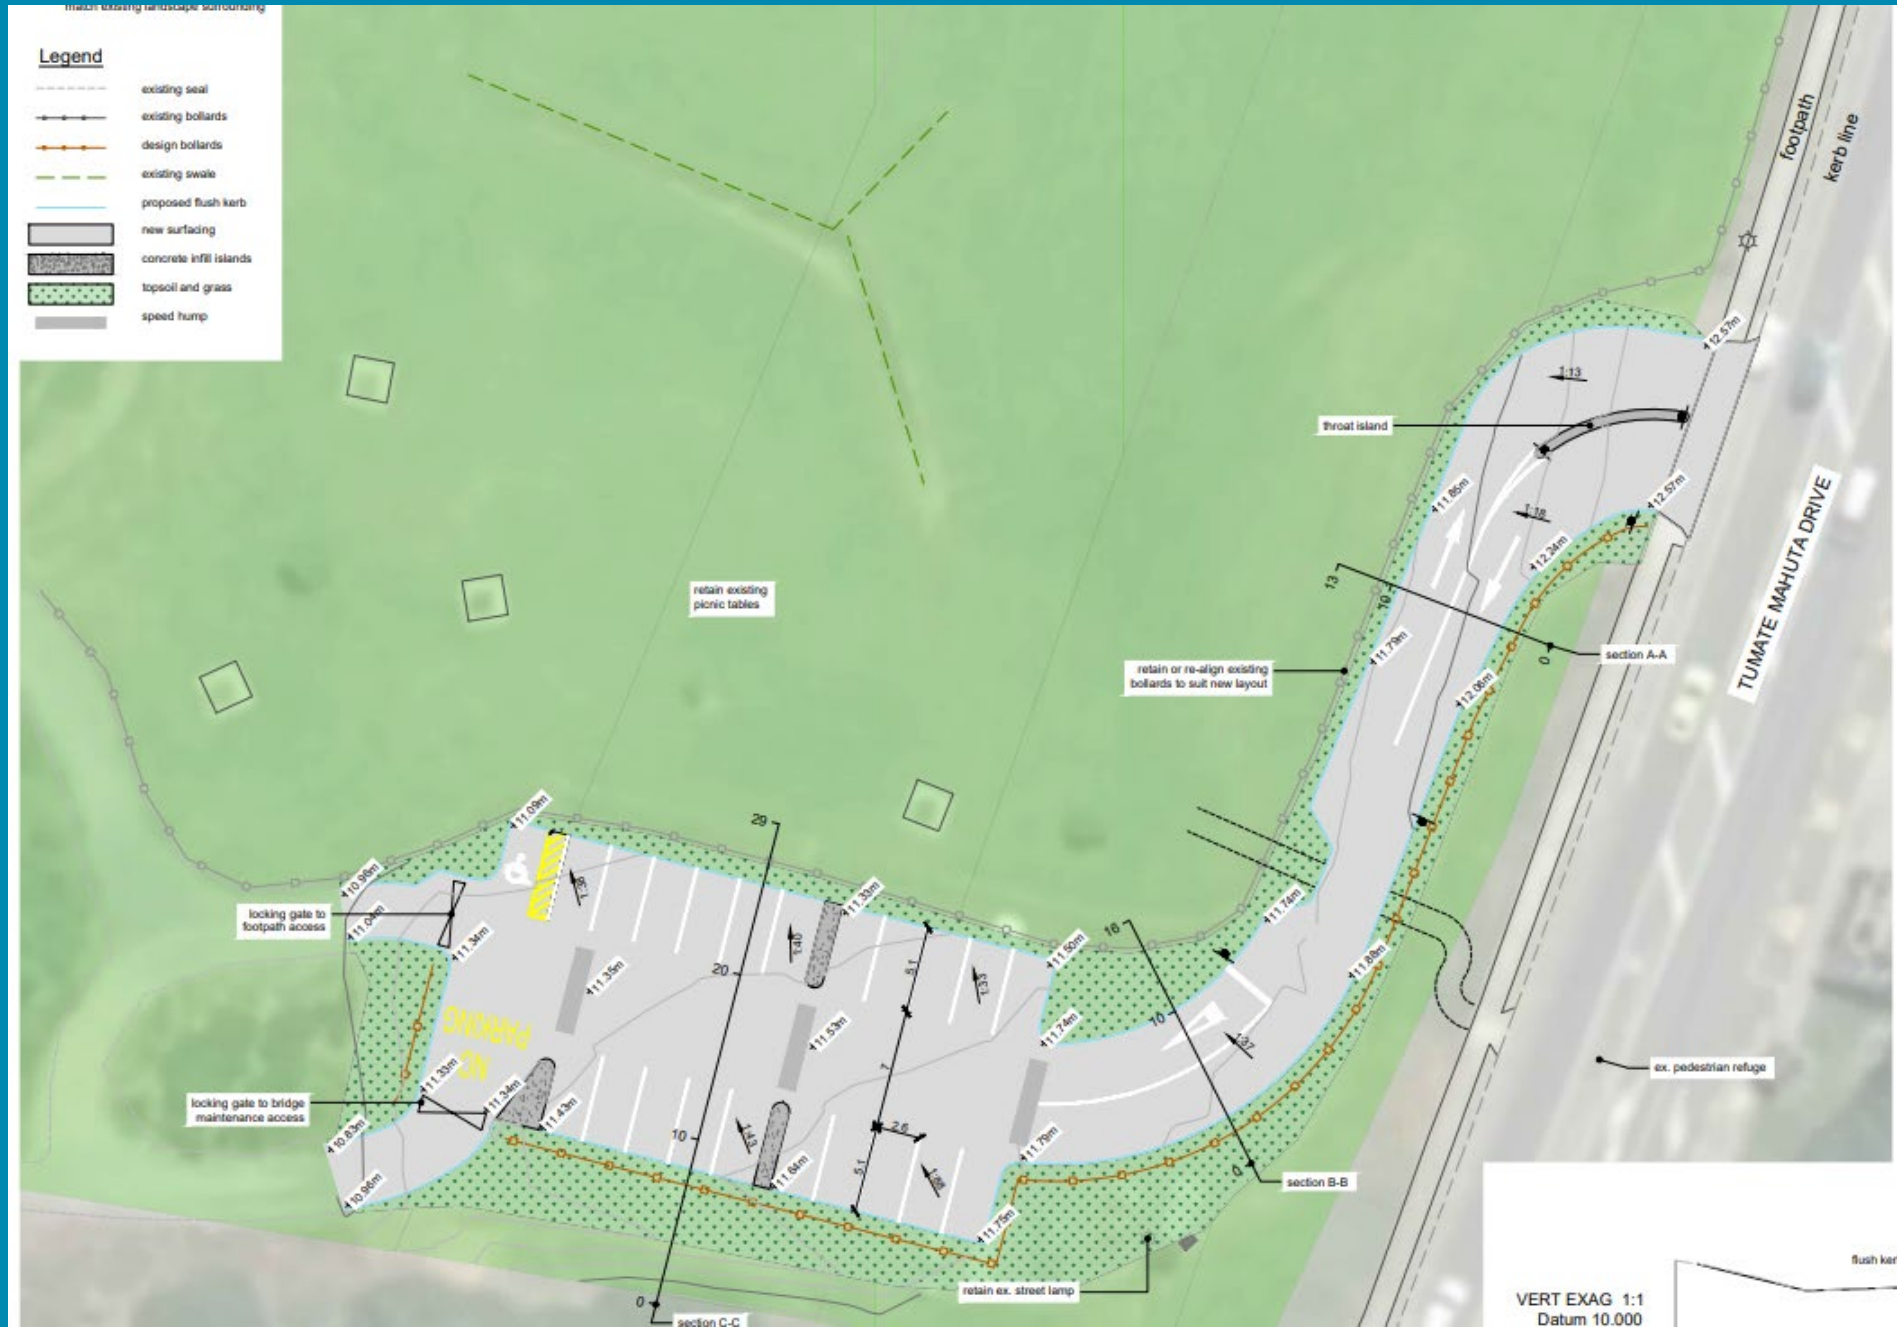 match existing landscape surrounding
Legend
existing seal
existing bollards
design bollards
existing swale
proposed flush kerb
new surfacing
concrete infill islands
topsoil and grass
speed hump
footpath
kerb line
12.57m
1:13
throat island
12.57m
11.85m
1:18
12.24m
TUMATE MAHUTA DRIVE
13
10
retain existing
picnic tables
11.79m
section A-A
0
retain or re-align existing
bollards to suit new layout
12.06m
11.09m
29
10.96m
1:36
11.33m
11.74m
16
locking gate to
footpath access
11.04m
11.34m
1:40
11.50m
11.88m
20
5.1
1:33
11.35m
10
NO
PARKING
11.53m
11.74m
1:37
7
11.33m
11.34m
ex. pedestrian refuge
locking gate to bridge
maintenance access
11.43m
10
1:43
2.6
11.79m
10.83m
5.1
11.64m
1:88
0
section B-B
10.96m
11.75m
retain ex. street lamp
0
section C-C
flush ker
VERT EXAG 1:1
Datum 10.000